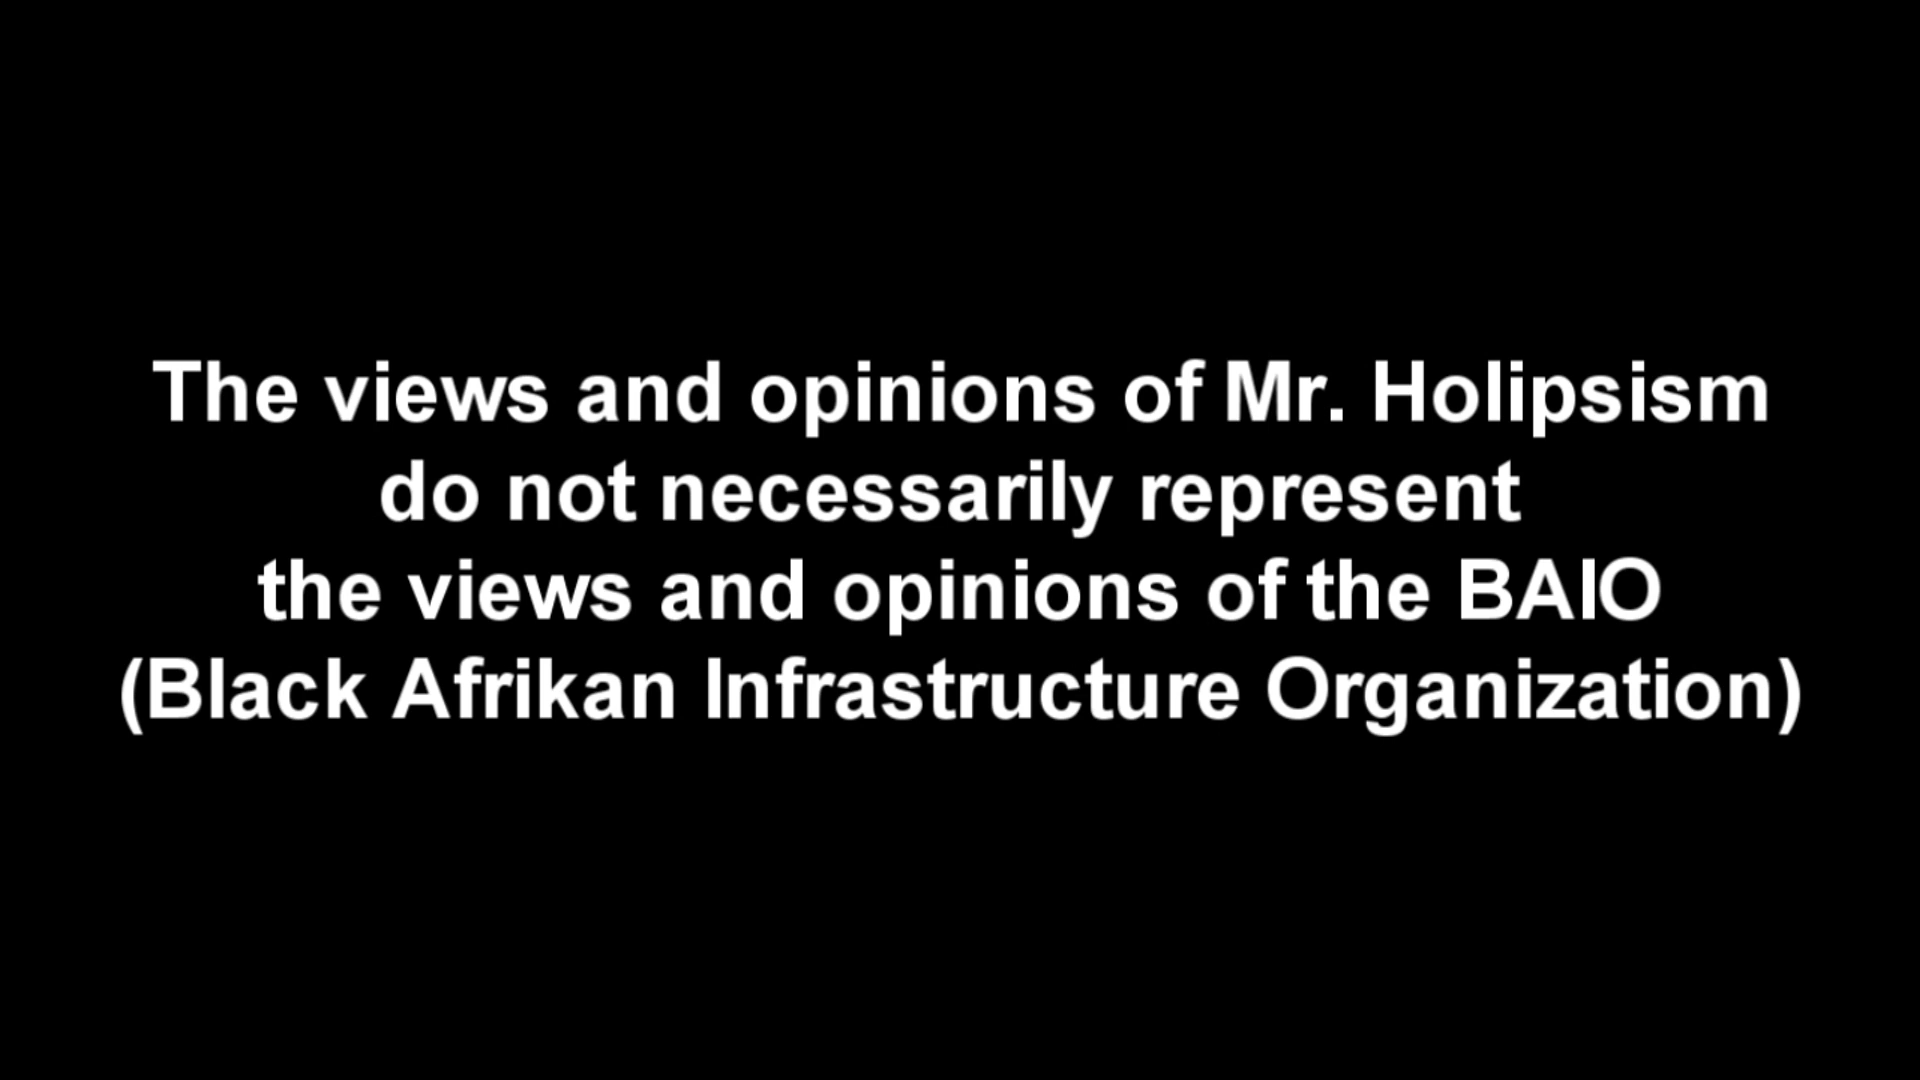 The views and opinions of Mr. Holipsism
do not necessarily represent
the views and opinions of the BAIO
(Black Afrikan Infrastructure Organization)